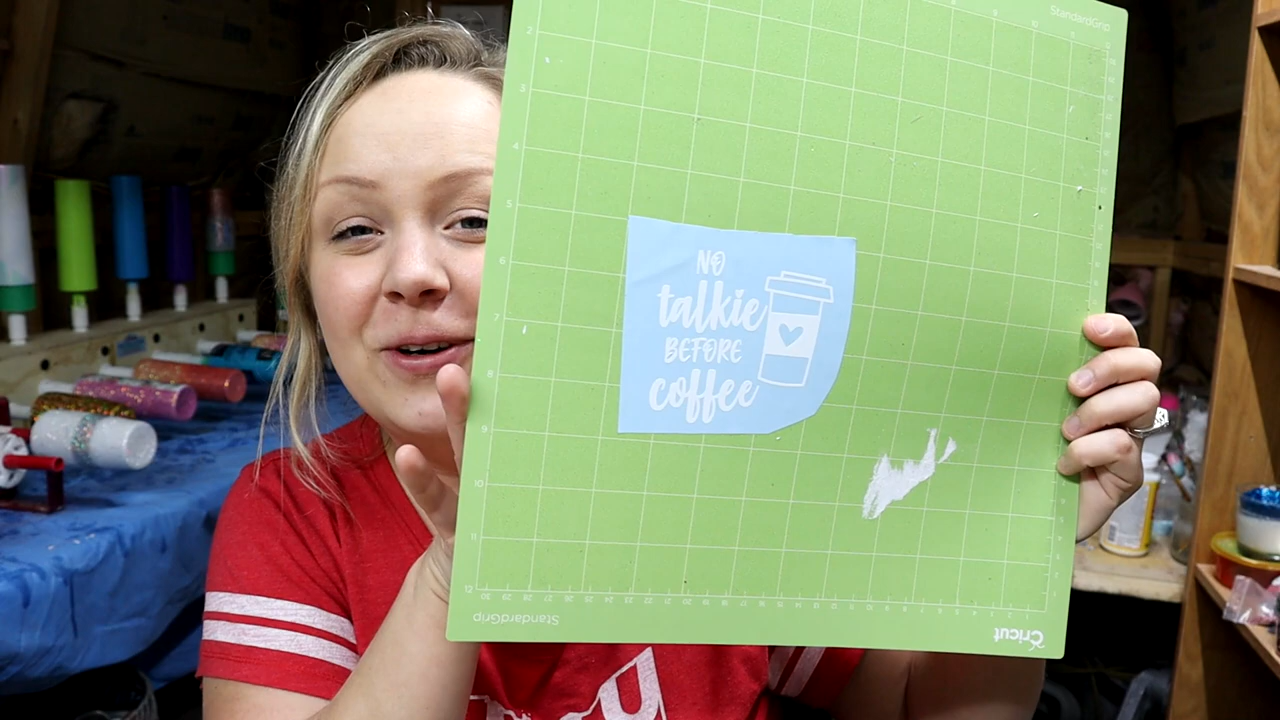 StandardGrip
NO
talkie
BEFORE
coffee
StandardGrip
Cricut